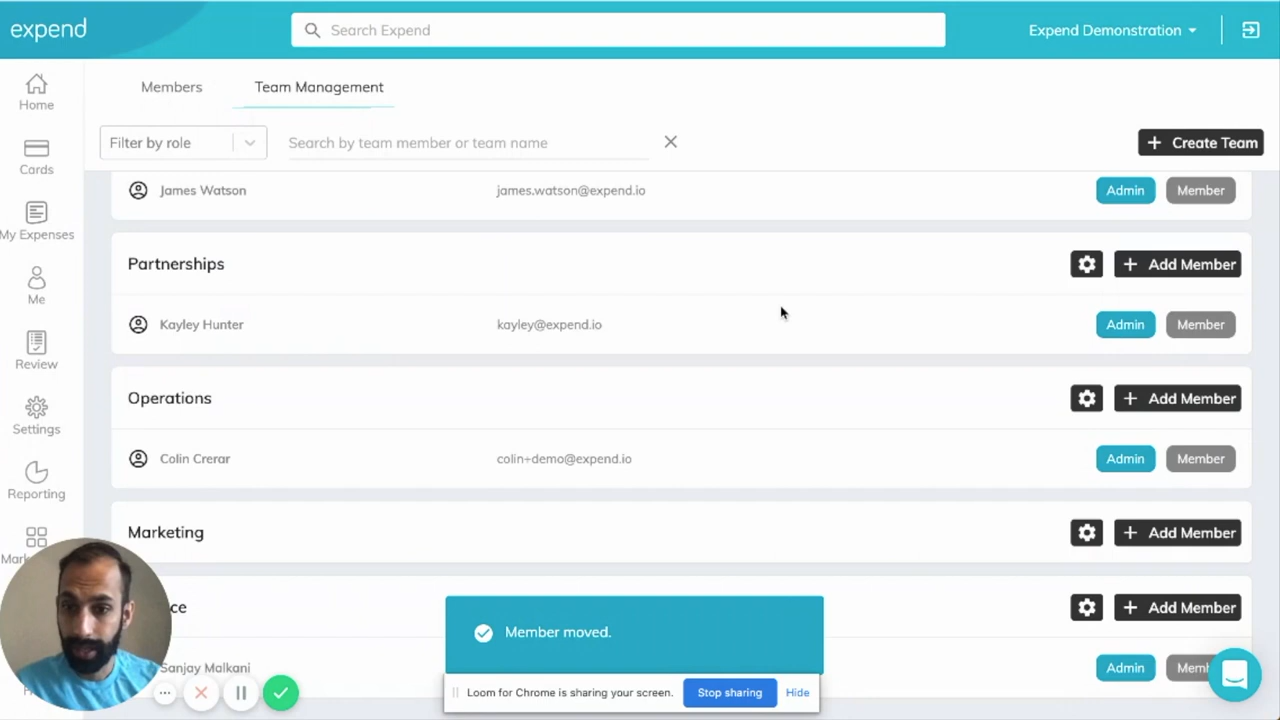 expend
Search Expend
Expend Demonstration
Home
Cards
My Expenses
Me
Review
Settings
Reporting
Members
Team Management
Filter by role
Search by team member or team name
+ Create Team
James Watson
james.watson@expend.io
Admin
Member
Partnerships
+ Add Member
Kayley Hunter
kayley@expend.io
Admin
Member
Operations
+ Add Member
Colin Crerar
colin+demo@expend.io
Admin
Member
Marketing
+ Add Member
+ Add Member
Sanjay Malkani
Admin
Member moved.
Loom for Chrome is sharing your screen.
Stop sharing
Hide